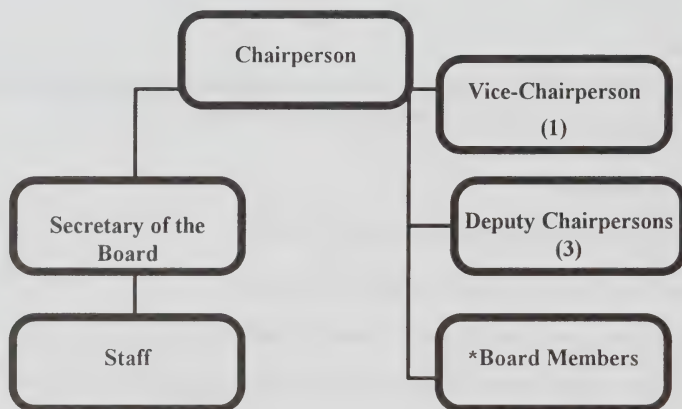 Chairperson
Vice-Chairperson
(1)
Secretary of the
Board
Deputy Chairpersons
(3)
Staff
*Board Members